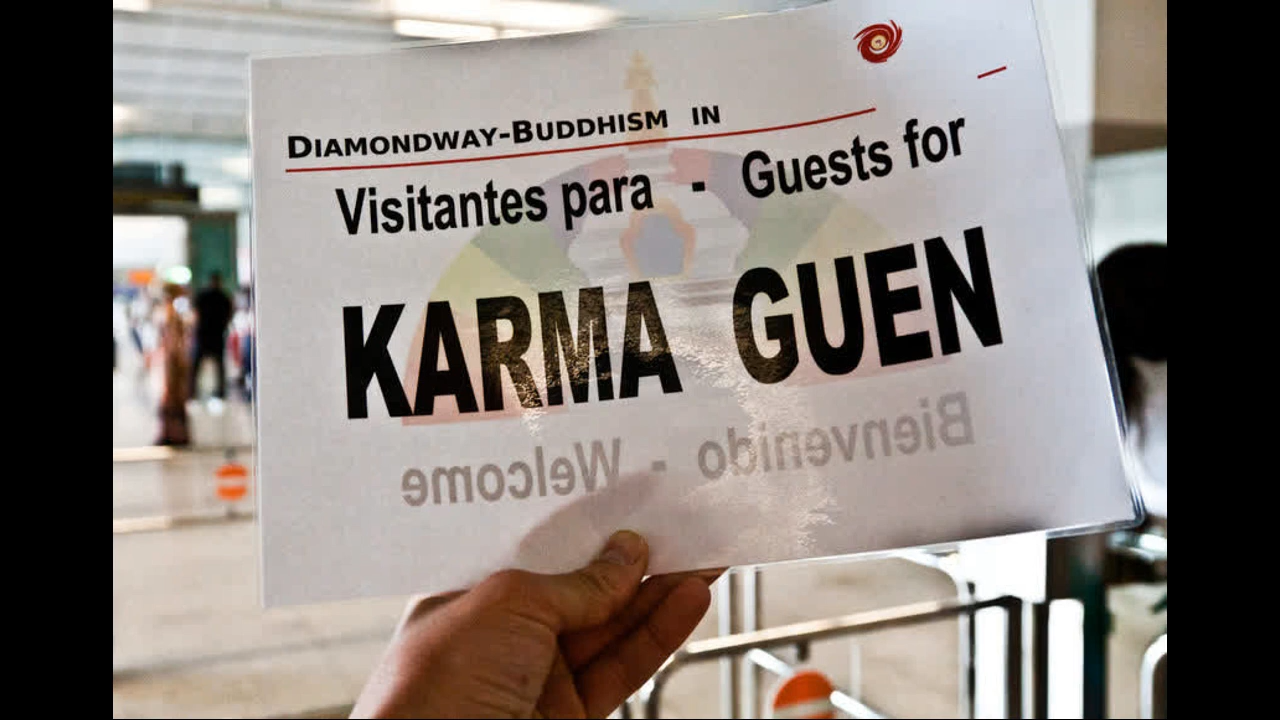 DIAMONDWAY-BUDDHISM IN
Visitantes para - Guests for
KARMA GUEN
Welcome - Bienvenido